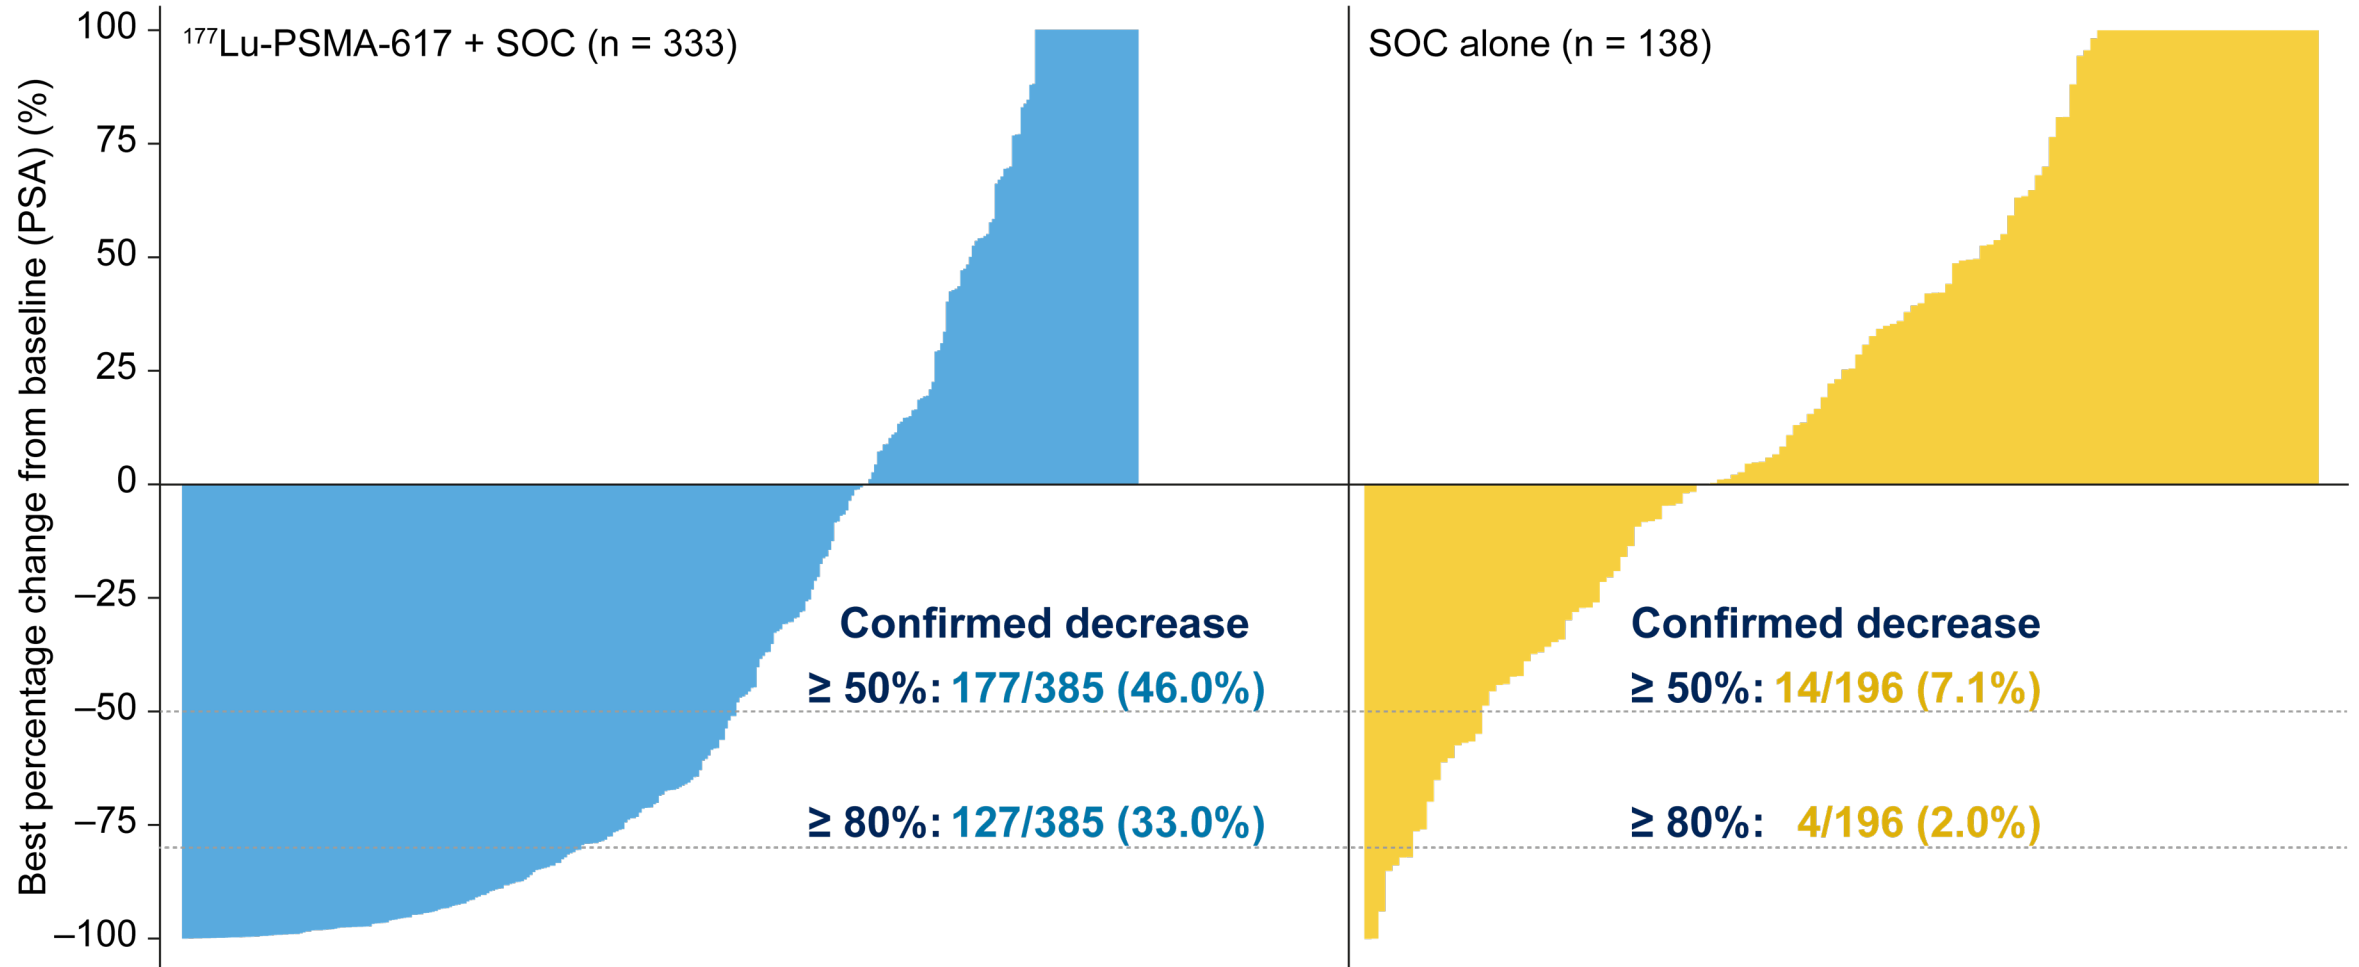 Best percentage change from baseline (PSA) (%)
100
75
50
25
0
–25
–50
–75
–100
¹⁷⁷Lu-PSMA-617 + SOC (n = 333)
Confirmed decrease
≥ 50%: 177/385 (46.0%)
≥ 80%: 127/385 (33.0%)
SOC alone (n = 138)
Confirmed decrease
≥ 50%: 14/196 (7.1%)
≥ 80%: 4/196 (2.0%)